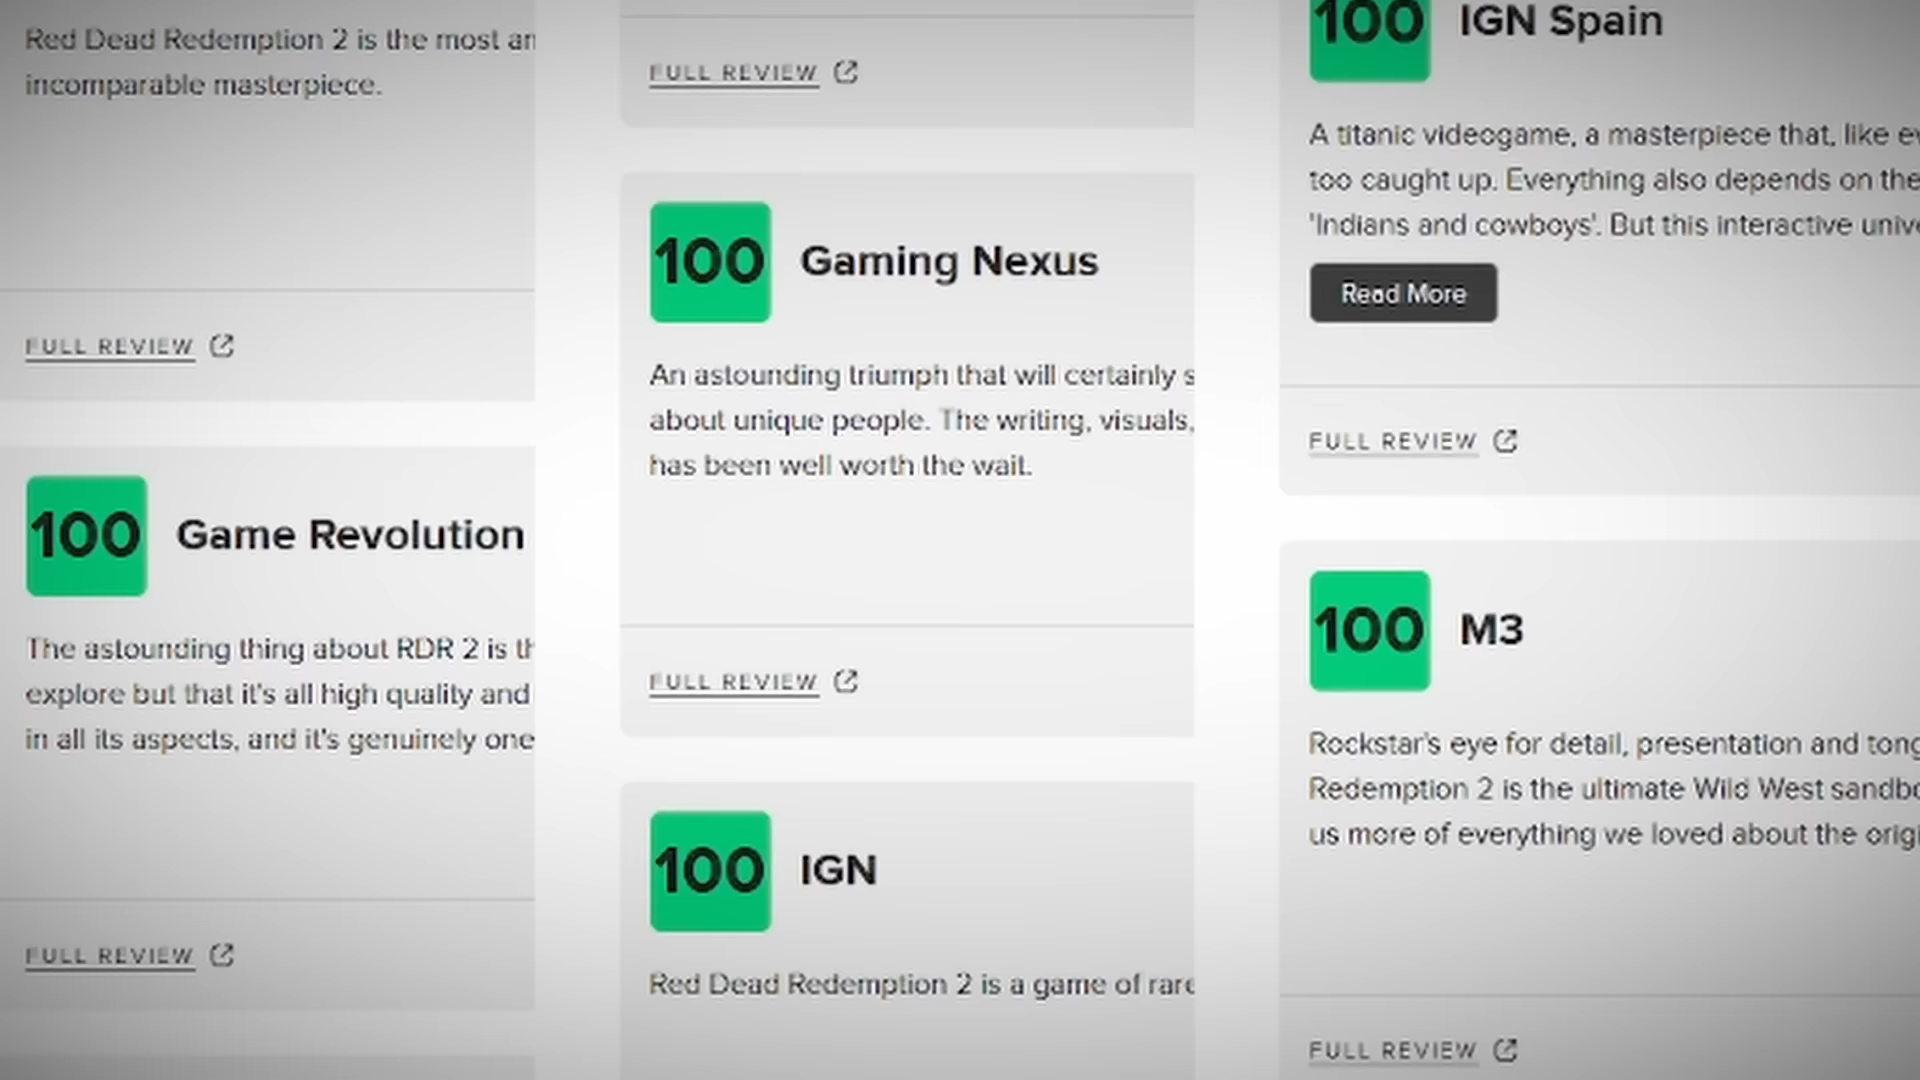 Red Dead Redemption 2 is the most
incomparable masterpiece.
FULL REVIEW
100 Game Revolution
The astounding thing about RDR 2 is
explore but that it's all high quality and
in all its aspects, and it's genuinely one
FULL REVIEW
FULL REVIEW
100 Gaming Nexus
An astounding triumph that will certainly
about unique people. The writing, visuals,
has been well worth the wait.
FULL REVIEW
100 IGN
Red Dead Redemption 2 is a game of rare
100 IGN Spain
A titanic videogame, a masterpiece that, like
too caught up. Everything also depends on the
'Indians and cowboys'. But this interactive
Read More
FULL REVIEW
100 M3
Rockstar's eye for detail, presentation and
Redemption 2 is the ultimate Wild West
us more of everything we loved about the
FULL REVIEW